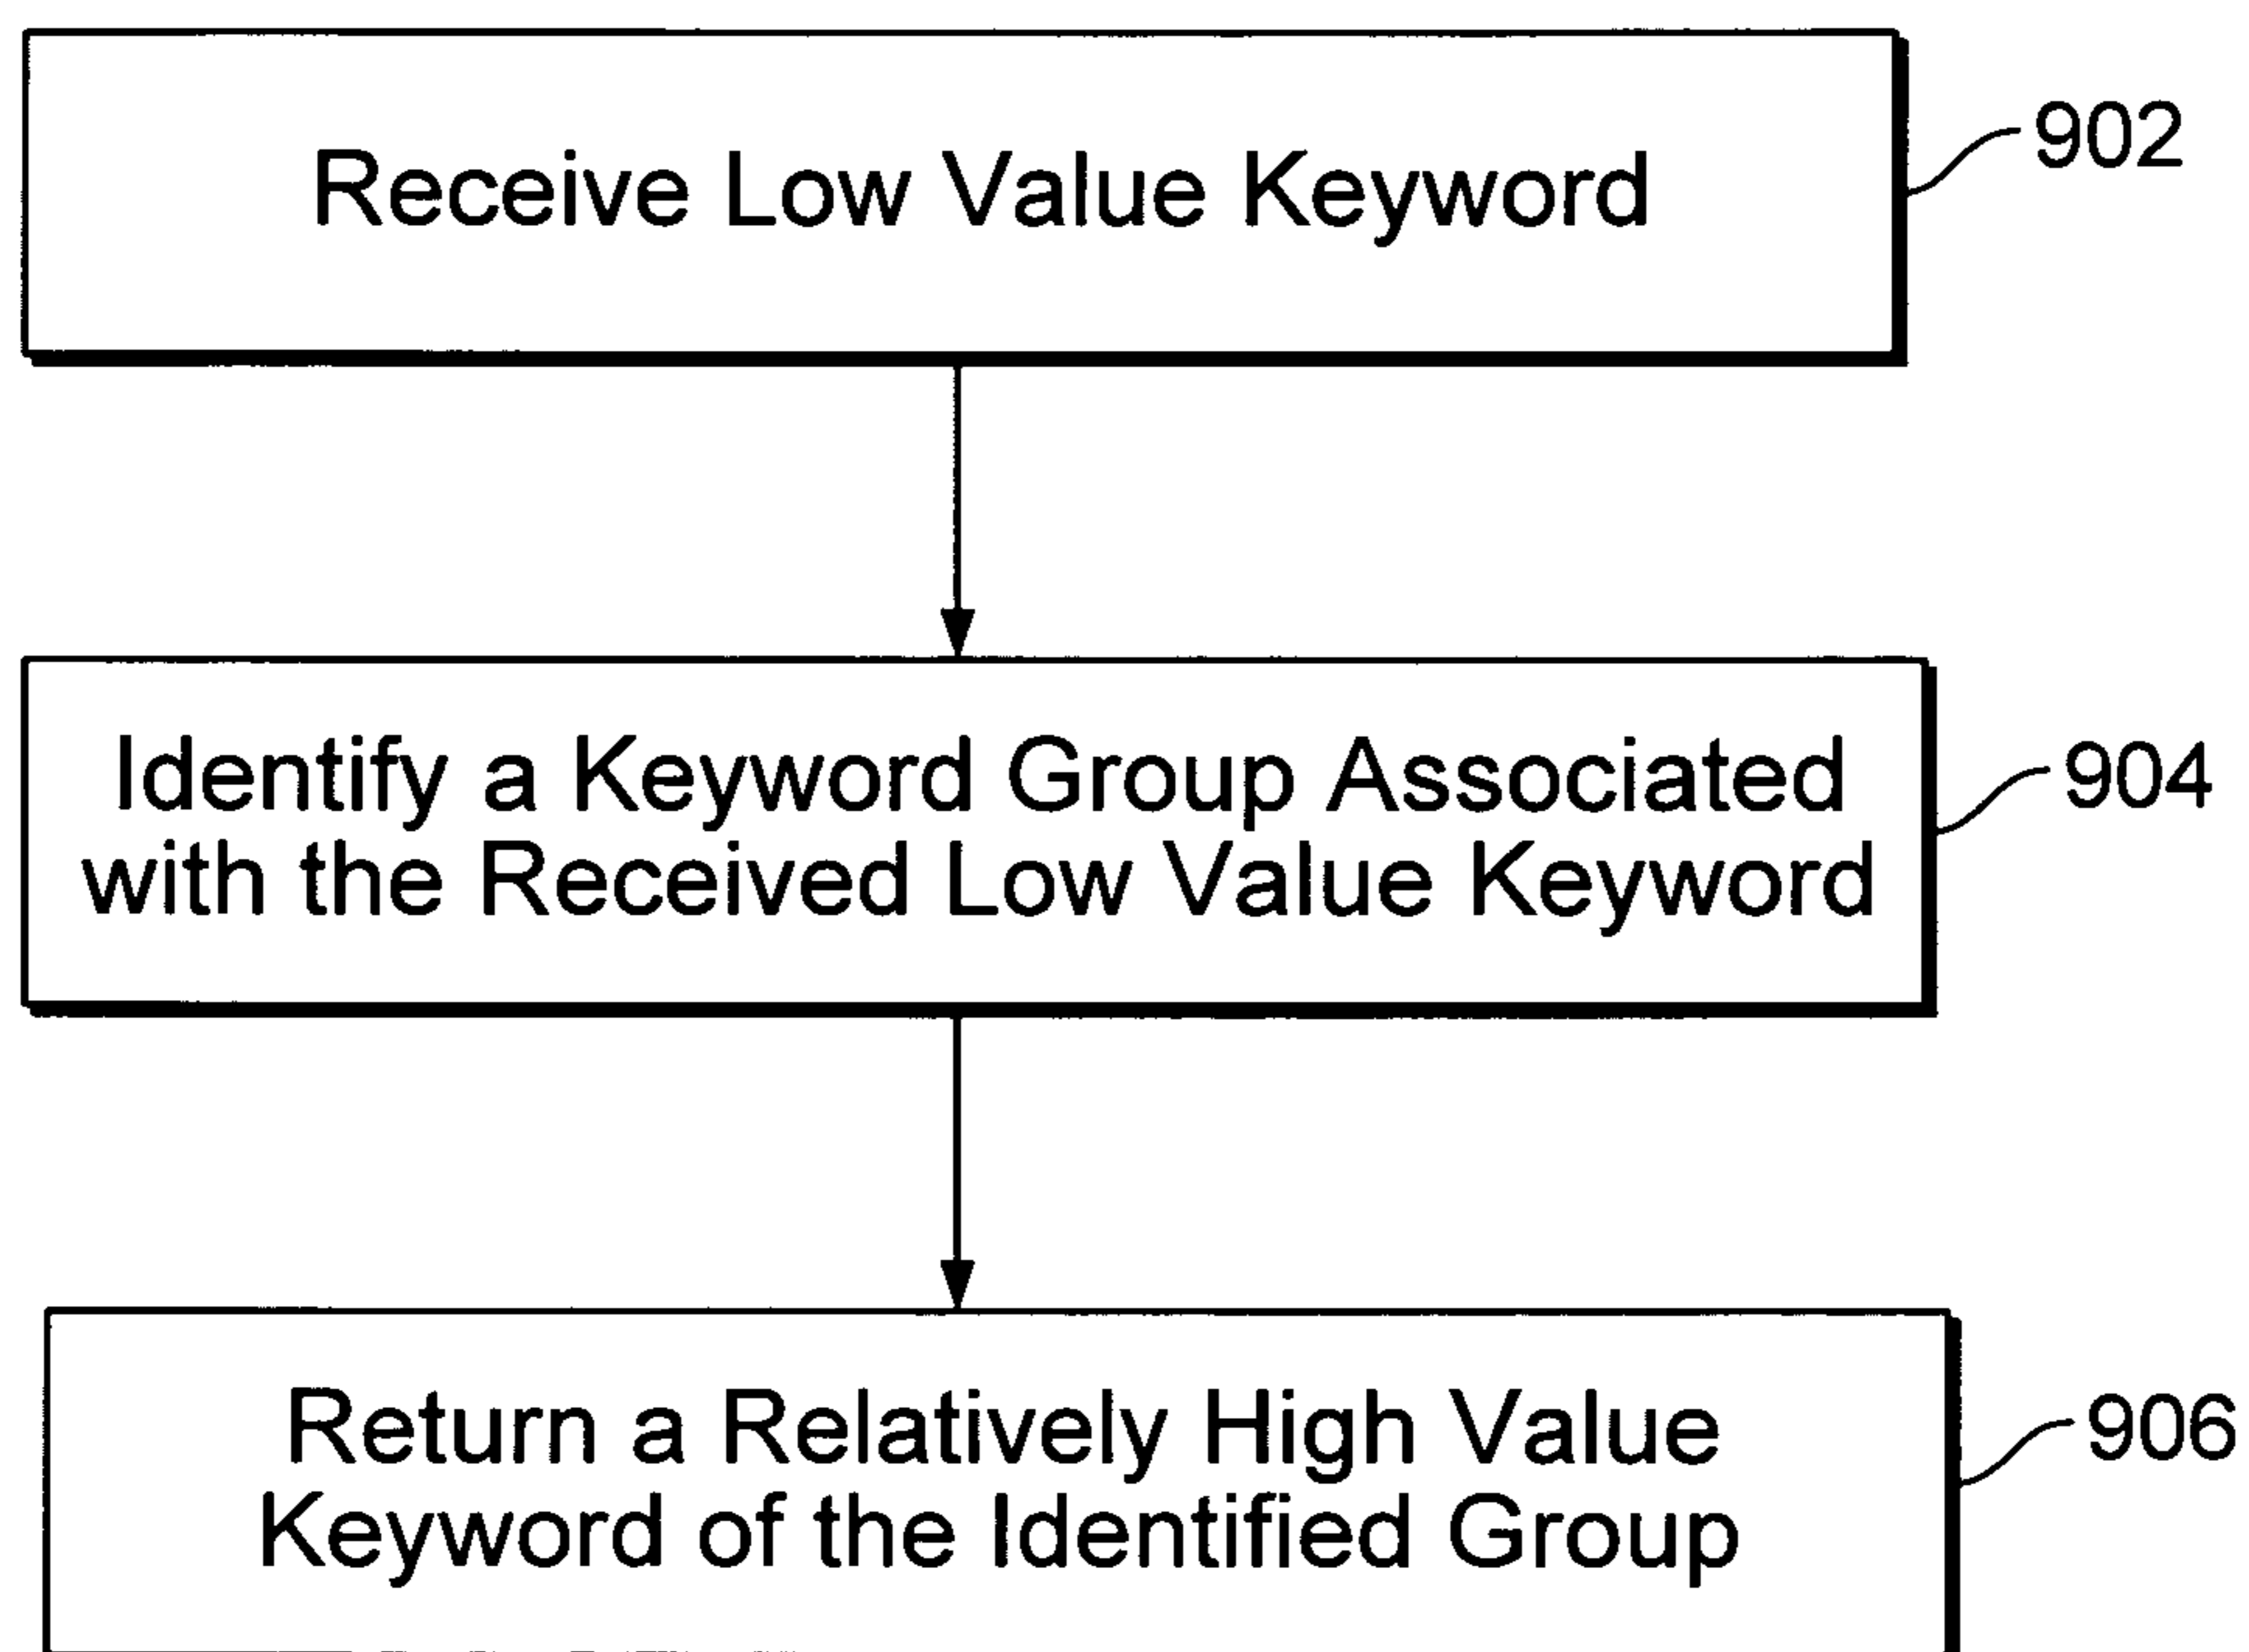 Receive Low Value Keyword
902
Identify a Keyword Group Associated
with the Received Low Value Keyword
904
Return a Relatively High Value
Keyword of the Identified Group
906